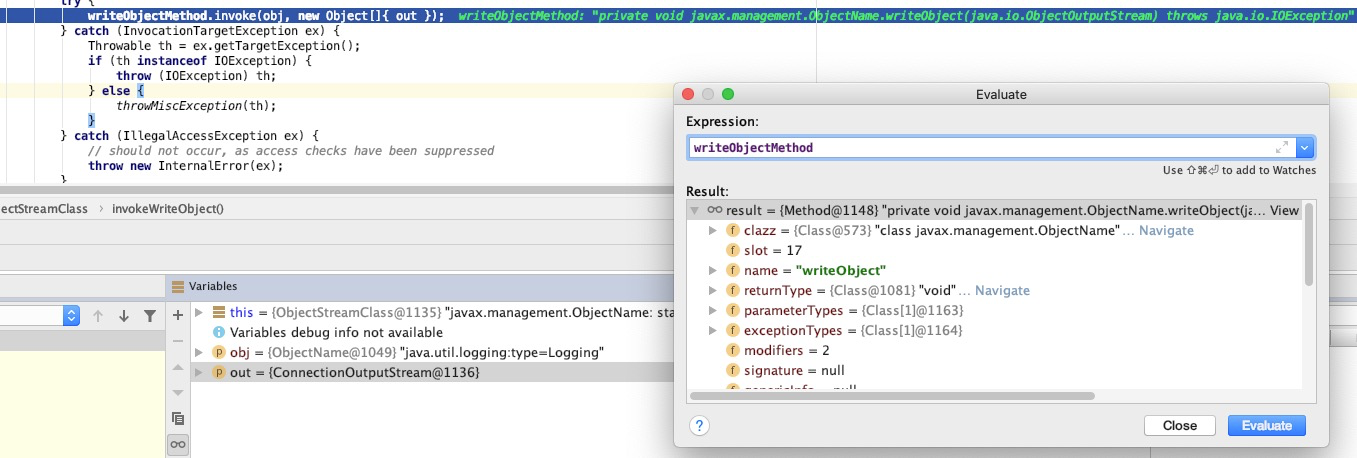 try {
writeObjectMethod.invoke(obj, new Object[]{ out }); writeObjectMethod: "private void javax.management.ObjectName.writeObject(java.io.ObjectOutputStream) throws java.io.IOException"
} catch (InvocationTargetException ex) {
Throwable th = ex.getTargetException();
if (th instanceof IOException) {
throw (IOException) th;
} else {
throwMiscException(th);
}
} catch (IllegalAccessException ex) {
// should not occur, as access checks have been suppressed
throw new InternalError(ex);
}
ectStreamClass › invokeWriteObject()
Variables
this = {ObjectStreamClass@1135} "javax.management.ObjectName: sta
Variables debug info not available
obj = {ObjectName@1049} "java.util.logging:type=Logging"
out = {ConnectionOutputStream@1136}
Evaluate
Expression:
writeObjectMethod
Use ⇧⌘⏎ to add to Watches
Result:
result = {Method@1148} "private void javax.management.ObjectName.writeObject(ja... View
clazz = {Class@573} "class javax.management.ObjectName"... Navigate
slot = 17
name = "writeObject"
returnType = {Class@1081} "void"... Navigate
parameterTypes = {Class[1]@1163}
exceptionTypes = {Class[1]@1164}
modifiers = 2
signature = null
genericInfo = null
? Close Evaluate